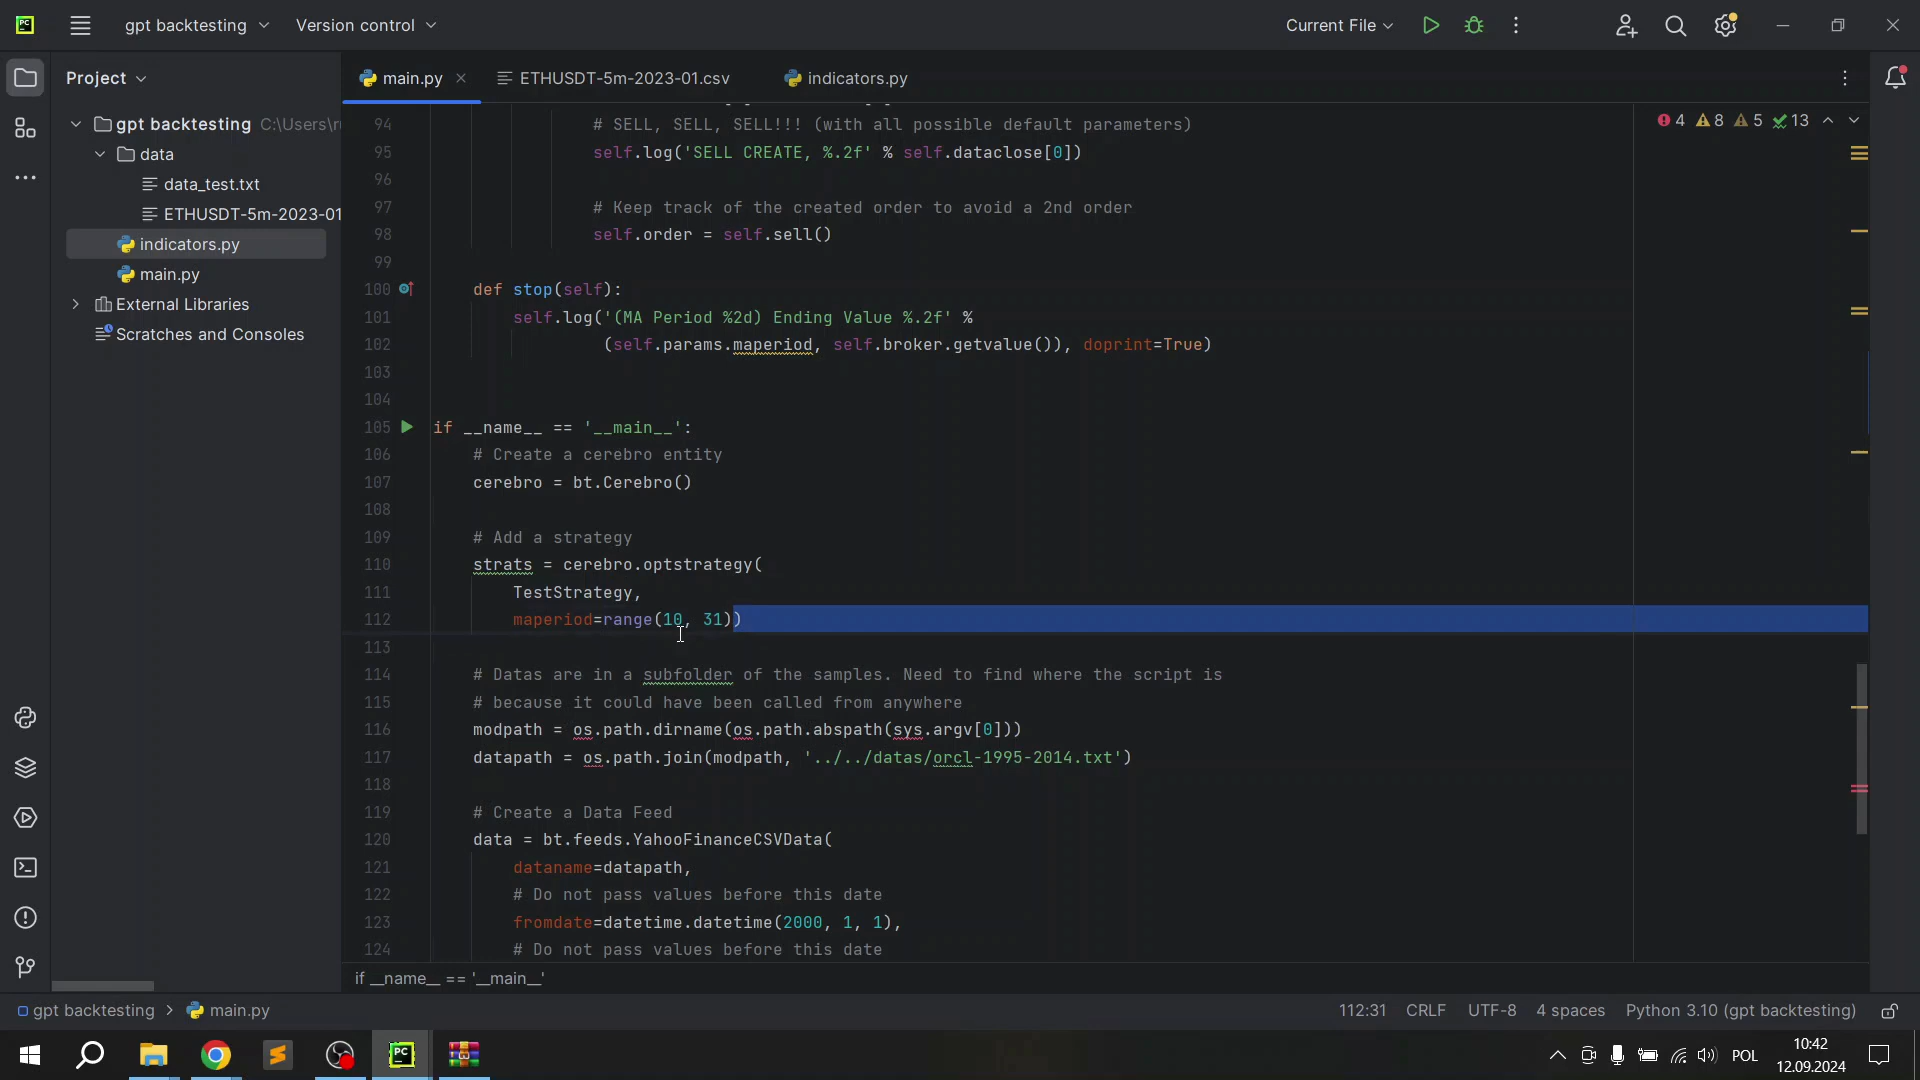 gpt backtesting
Version control
Current File
Project
main.py
ETHUSDT-5m-2023-01.csv
indicators.py
gpt backtesting C:\Users\r
data
data_test.txt
ETHUSDT-5m-2023-01
indicators.py
main.py
External Libraries
Scratches and Consoles
4 8 5 13
94 # SELL, SELL, SELL!!! (with all possible default parameters)
95 self.log('SELL CREATE, %.2f' % self.dataclose[0])
96
97 # Keep track of the created order to avoid a 2nd order
98 self.order = self.sell()
99
100 def stop(self):
101 self.log('(MA Period %2d) Ending Value %.2f' %
102 (self.params.maperiod, self.broker.getvalue()), doprint=True)
103
104
105 if __name__ == '__main__':
106 # Create a cerebro entity
107 cerebro = bt.Cerebro()
108
109 # Add a strategy
110 strats = cerebro.optstrategy(
111 TestStrategy,
112 maperiod=range(10, 31))
113
114 # Datas are in a subfolder of the samples. Need to find where the script is
115 # because it could have been called from anywhere
116 modpath = os.path.dirname(os.path.abspath(sys.argv[0]))
117 datapath = os.path.join(modpath, '../../datas/orcl-1995-2014.txt')
118
119 # Create a Data Feed
120 data = bt.feeds.YahooFinanceCSVData(
121 dataname=datapath,
122 # Do not pass values before this date
123 fromdate=datetime.datetime(2000, 1, 1),
124 # Do not pass values before this date
if __name__ == '__main__'
gpt backtesting > main.py
112:31 CRLF UTF-8 4 spaces Python 3.10 (gpt backtesting)
POL
10:42
12.09.2024